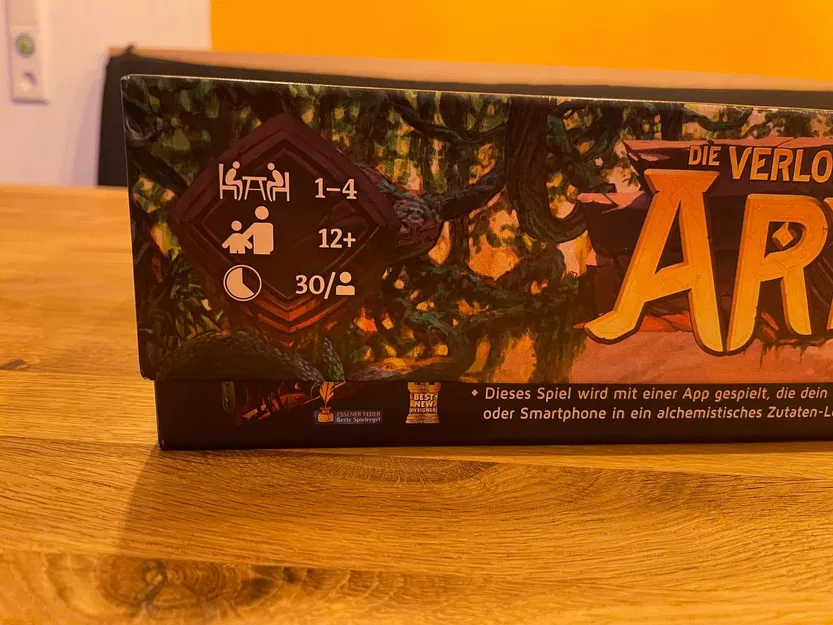 1–4
12+
30/
DIE VERLO
AR
ESSENER FEDER
Beste Spielregel
BEST
NEW
DESIGNER
Dieses Spiel wird mit einer App gespielt, die dein
oder Smartphone in ein alchemistisches Zutaten-L